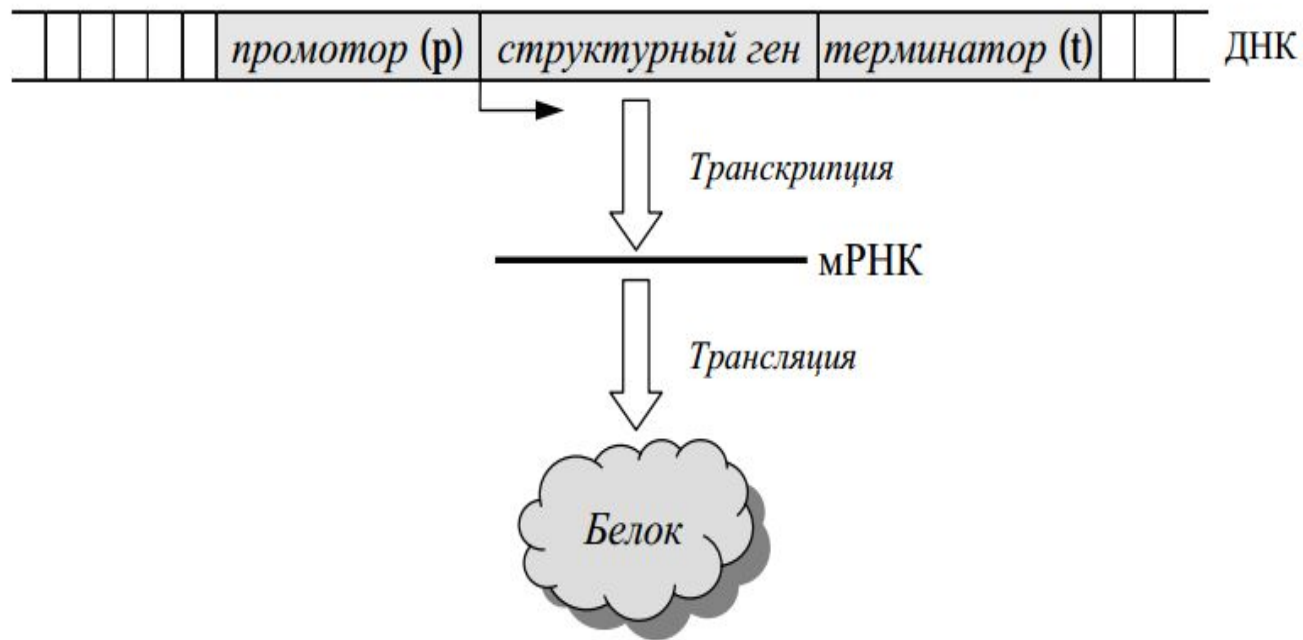 промотор (p) структурный ген терминатор (t) ДНК
Транскрипция
мРНК
Трансляция
Белок